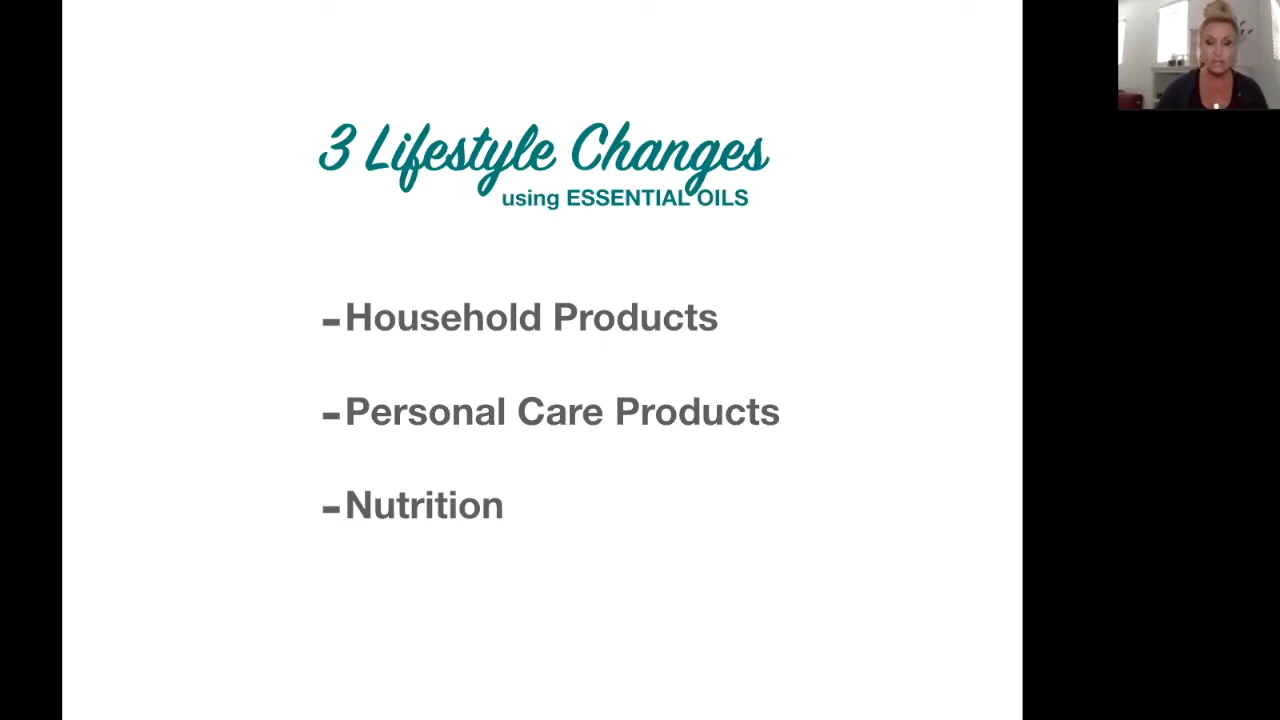 3 Lifestyle Changes
using ESSENTIAL OILS
-Household Products
-Personal Care Products
-Nutrition